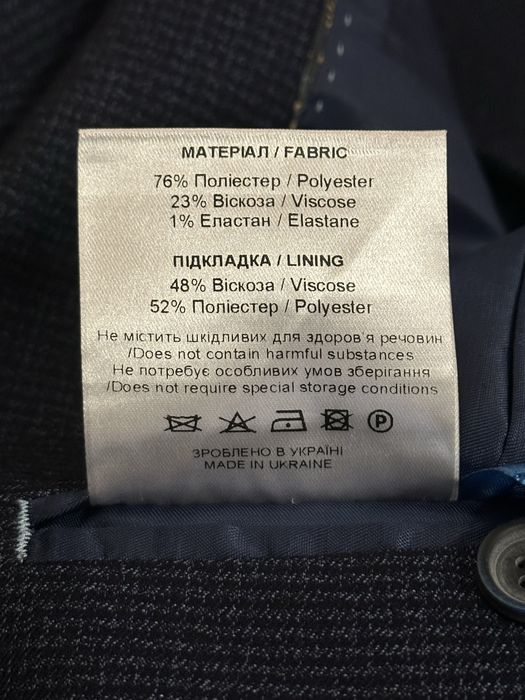 МАТЕРІАЛ / FABRIC
76% Поліестер / Polyester
23% Віскоза / Viscose
1% Еластан / Elastane
ПІДКЛАДКА / LINING
48% Віскоза / Viscose
52% Поліестер / Polyester
Не містить шкідливих для здоров'я речовин
/Does not contain harmful substances
Не потребує особливих умов зберігання
/Does not require special storage conditions
P
ЗРОБЛЕНО В УКРАЇНІ
MADE IN UKRAINE